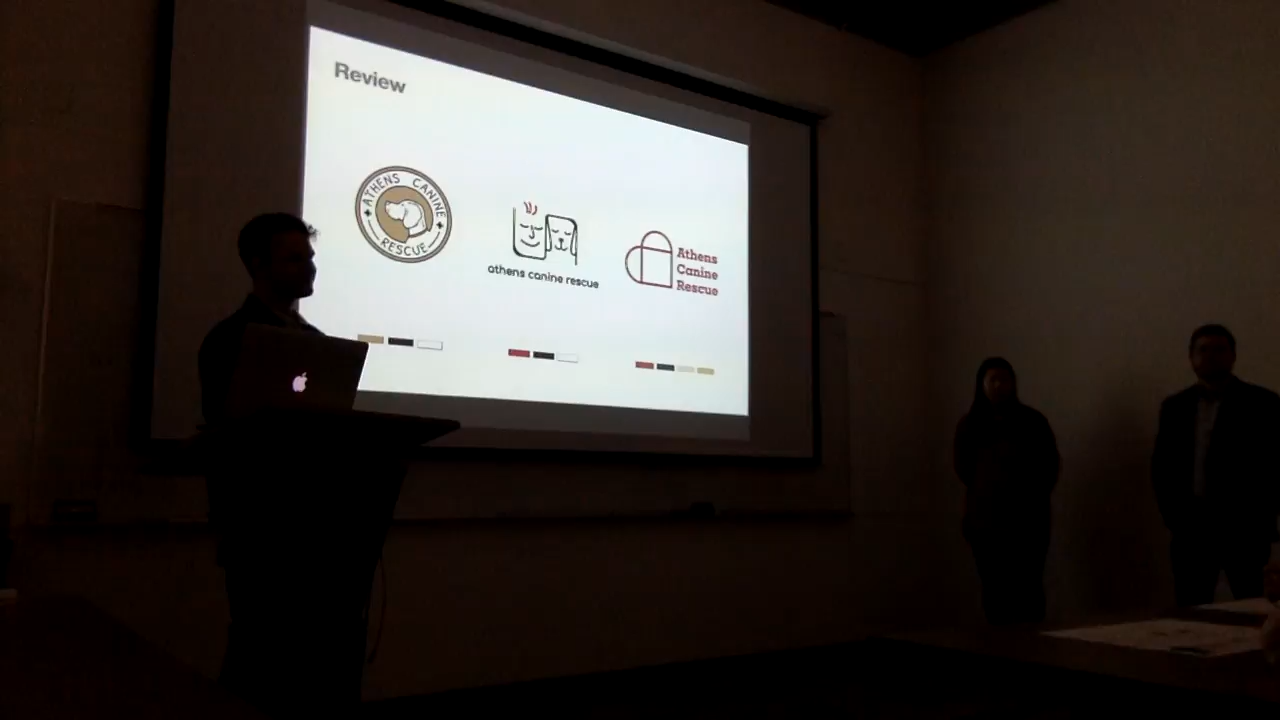 Review
ATHENS CANINE
RESCUE
athens canine rescue
Athens
Canine
Rescue